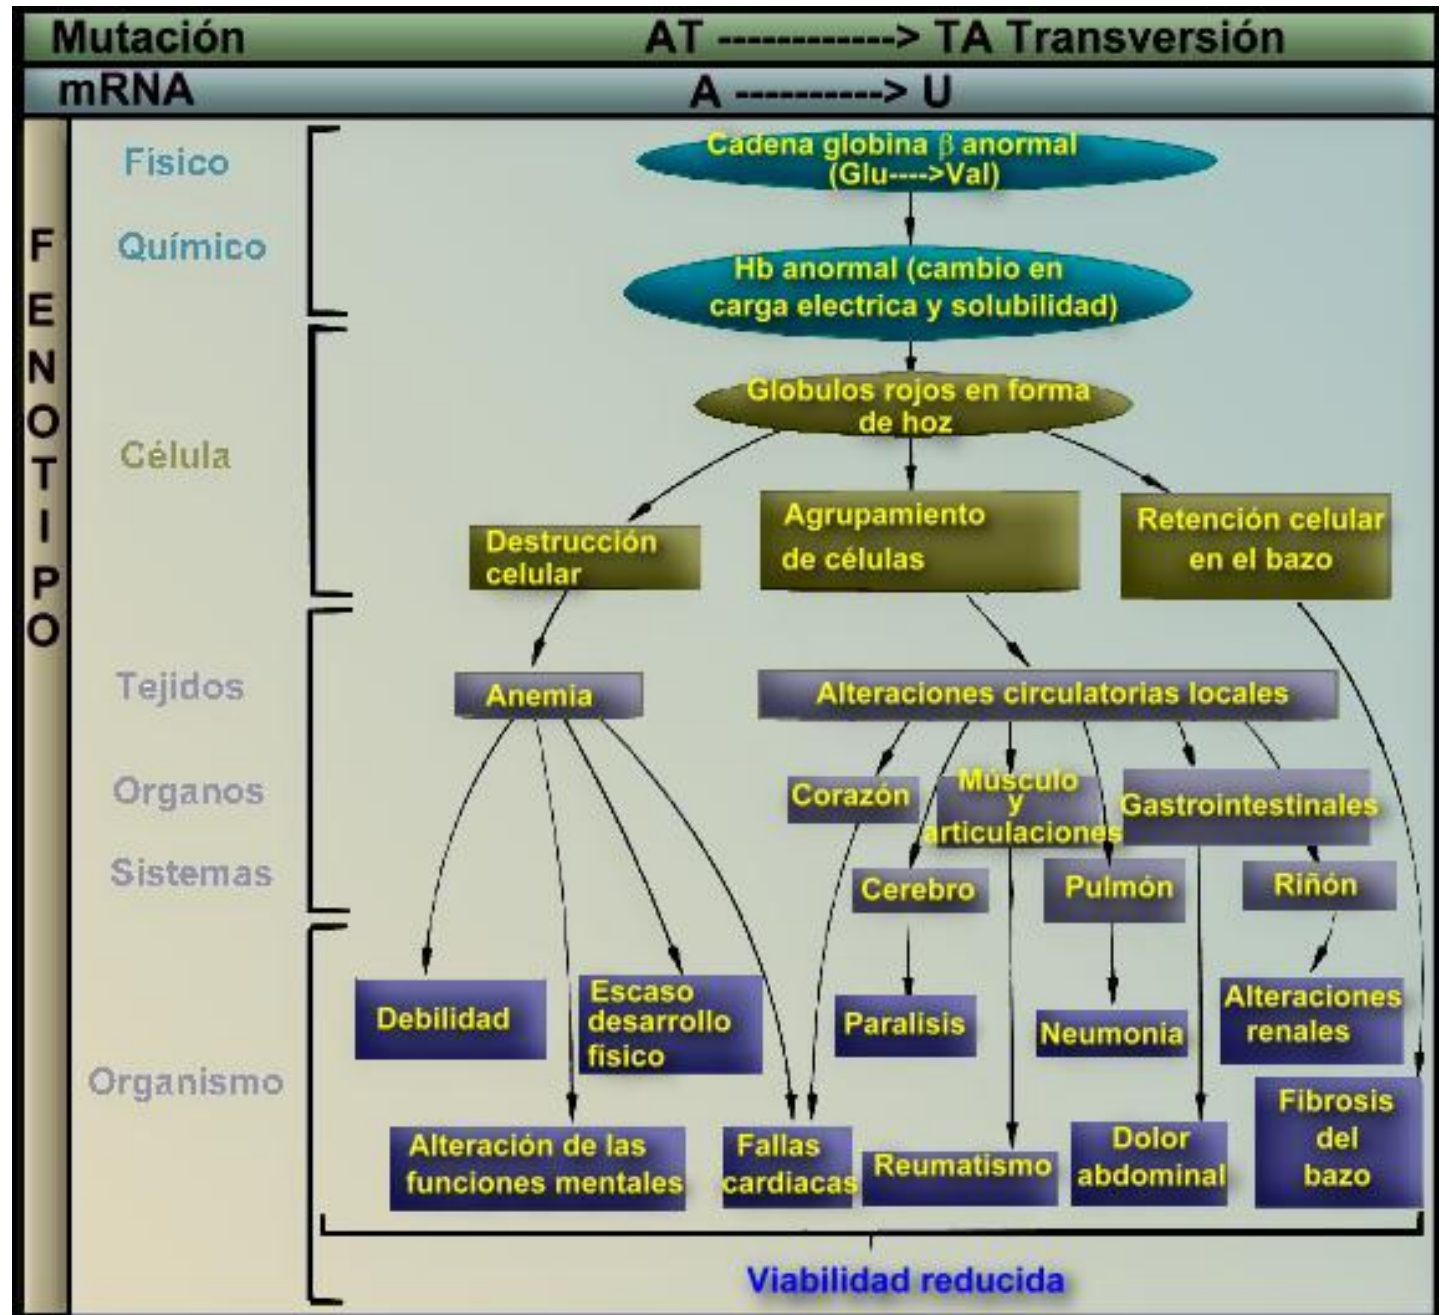 Mutación AT ------------> TA Transversión
mRNA A ----------> U
FENOTIPO
Físico
Químico
Célula
Tejidos
Organos
Sistemas
Organismo
Cadena globina β anormal
(Glu---->Val)
Hb anormal (cambio en
carga electrica y solubilidad)
Globulos rojos en forma
de hoz
Destrucción
celular
Agrupamiento
de células
Retención celular
en el bazo
Anemia
Alteraciones circulatorias locales
Corazón
Músculo
y
articulaciones
Gastrointestinales
Cerebro
Pulmón
Riñón
Debilidad
Escaso
desarrollo
físico
Paralisis
Neumonia
Alteraciones
renales
Alteración de las
funciones mentales
Fallas
cardiacas
Reumatismo
Dolor
abdominal
Fibrosis
del
bazo
Viabilidad reducida